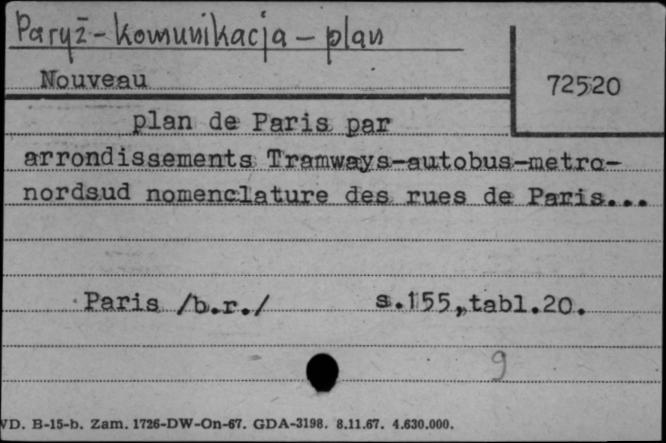 Paryż - komunikacja - plan
Nouveau
72520
plan de Paris par
arrondissements Tramways-autobus-metro-
nordsud nomenclature des rues de Paris...
Paris /b.r./ s.155,tabl.20.
9
VD. B-15-b. Zam. 1726-DW-On-67. GDA-3198. 8.11.67. 4.630.000.